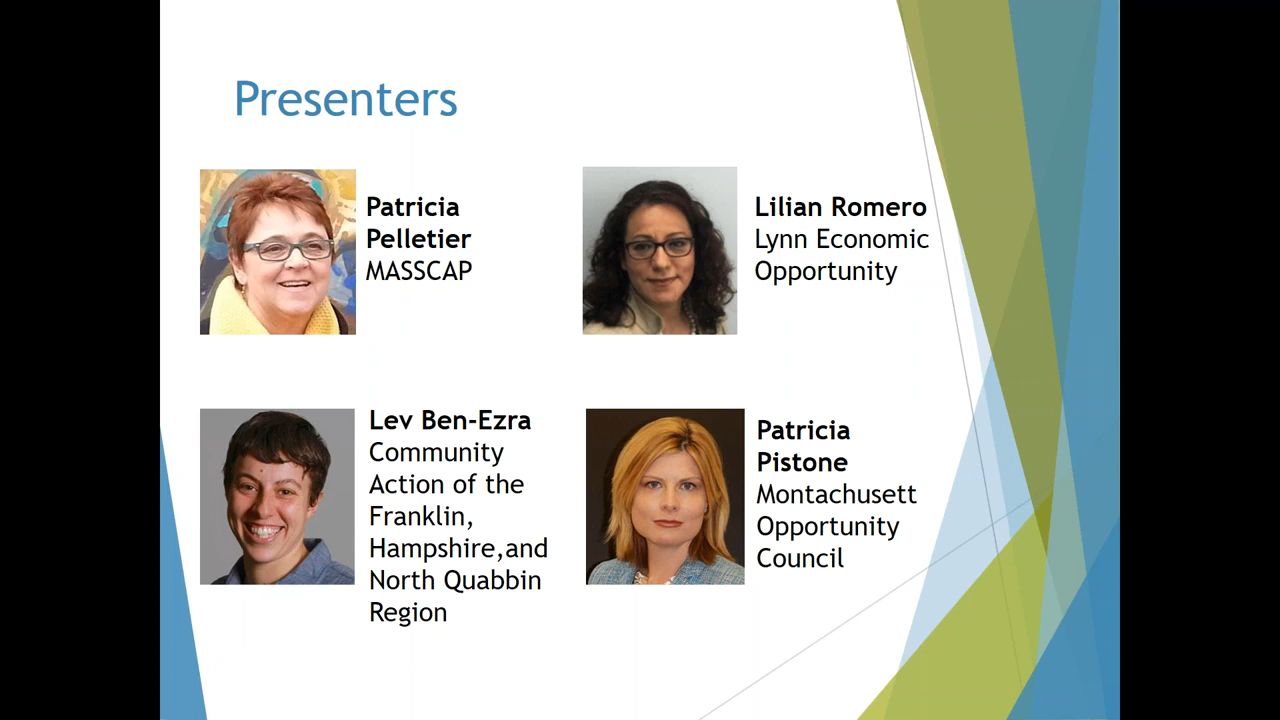 Presenters
Patricia
Pelletier
MASSCAP
Lilian Romero
Lynn Economic
Opportunity
Lev Ben-Ezra
Community
Action of the
Franklin,
Hampshire,and
North Quabbin
Region
Patricia
Pistone
Montachusett
Opportunity
Council